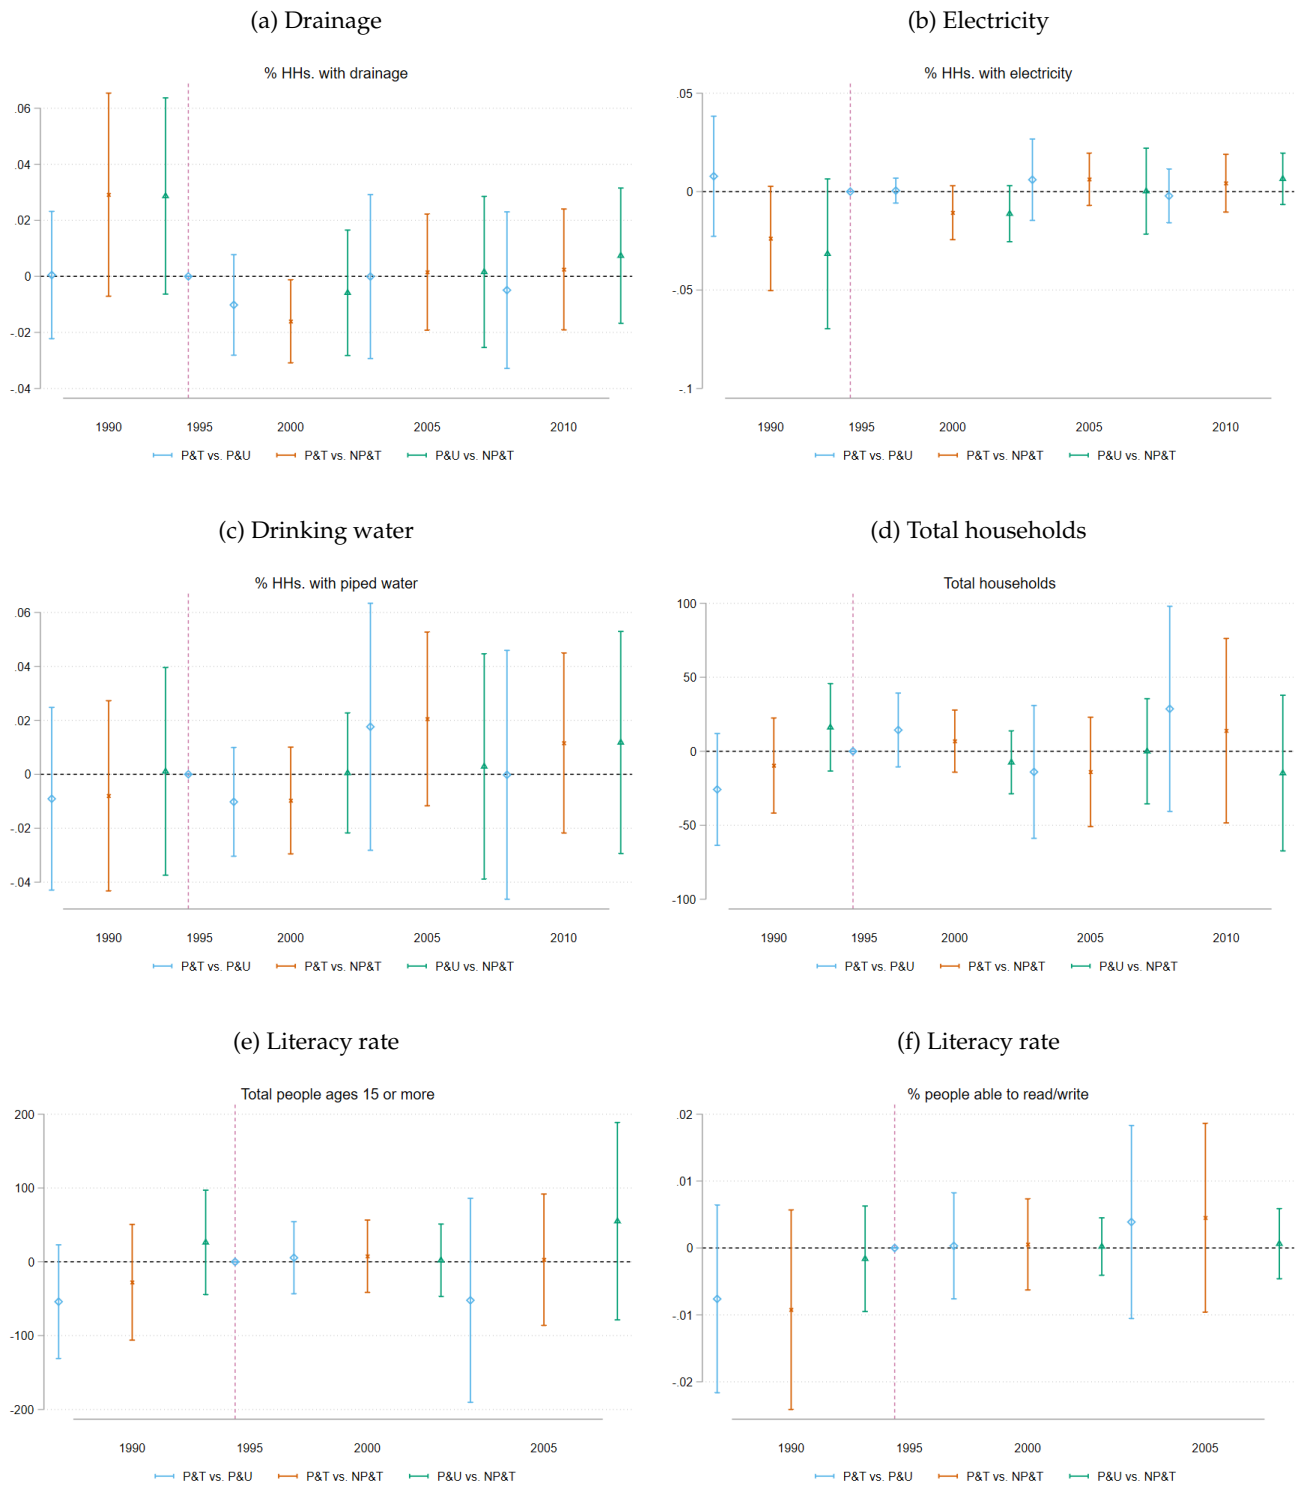 (a) Drainage
% HHs. with drainage
.06
.04
.02
0
-.02
-.04
1990 1995 2000 2005 2010
P&T vs. P&U P&T vs. NP&T P&U vs. NP&T
(b) Electricity
% HHs. with electricity
.05
0
-.05
-.1
1990 1995 2000 2005 2010
P&T vs. P&U P&T vs. NP&T P&U vs. NP&T
(c) Drinking water
% HHs. with piped water
.06
.04
.02
0
-.02
-.04
1990 1995 2000 2005 2010
P&T vs. P&U P&T vs. NP&T P&U vs. NP&T
(d) Total households
Total households
100
50
0
-50
-100
1990 1995 2000 2005 2010
P&T vs. P&U P&T vs. NP&T P&U vs. NP&T
(e) Literacy rate
Total people ages 15 or more
200
100
0
-100
-200
1990 1995 2000 2005
P&T vs. P&U P&T vs. NP&T P&U vs. NP&T
(f) Literacy rate
% people able to read/write
.02
.01
0
-.01
-.02
1990 1995 2000 2005
P&T vs. P&U P&T vs. NP&T P&U vs. NP&T